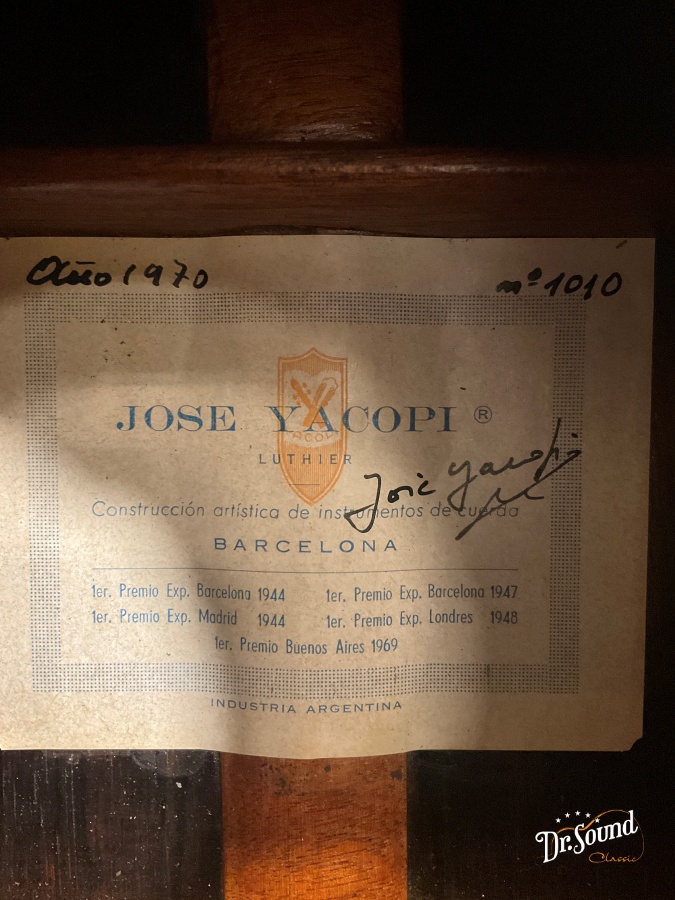 Año 1970 nº 1010
JOSE YACOPI ®
YACOPI
LUTHIER
Jose Yacopi
Construcción artística de instrumentos de cuerda
BARCELONA
1er. Premio Exp. Barcelona 1944 1er. Premio Exp. Barcelona 1947
1er. Premio Exp. Madrid 1944 1er. Premio Exp. Londres 1948
1er. Premio Buenos Aires 1969
INDUSTRIA ARGENTINA
Dr. Sound
Classic